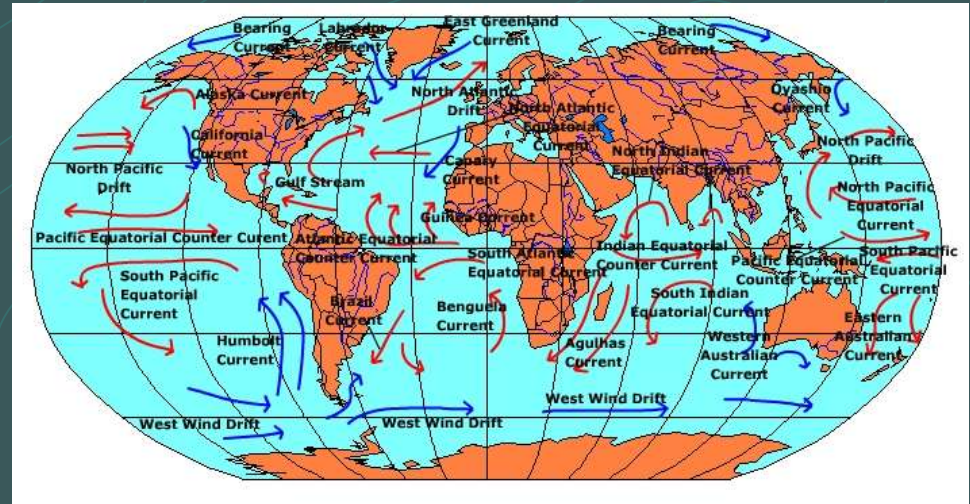 Bearing
Current
Labrador
Current
East Greenland
Current
Bearing
Current
Alaska Current
North Atlantic
Drift
North Atlantic
Equatorial
Current
Oyashio
Current
California
Current
North Pacific
Drift
North Pacific
Drift
Canary
Current
North Indian
Equatorial Current
Gulf Stream
North Pacific
Equatorial
Current
Guinea Corrent
Pacific Equatorial Counter Curent
Atlantic Equatorial
Counter Current
South Atlantic
Equatorial Current
Indian Equatorial
Counter Current
Pacific Equatorial
Counter Current
South Pacific
Equatorial
Current
South Pacific
Equatorial
Current
South Indian
Equatorial Current
Brazil
Current
Benguela
Current
Humbolt
Current
Agulhas
Current
Western
Australian
Current
Eastern
Australian
Current
West Wind Drift
West Wind Drift
West Wind Drift